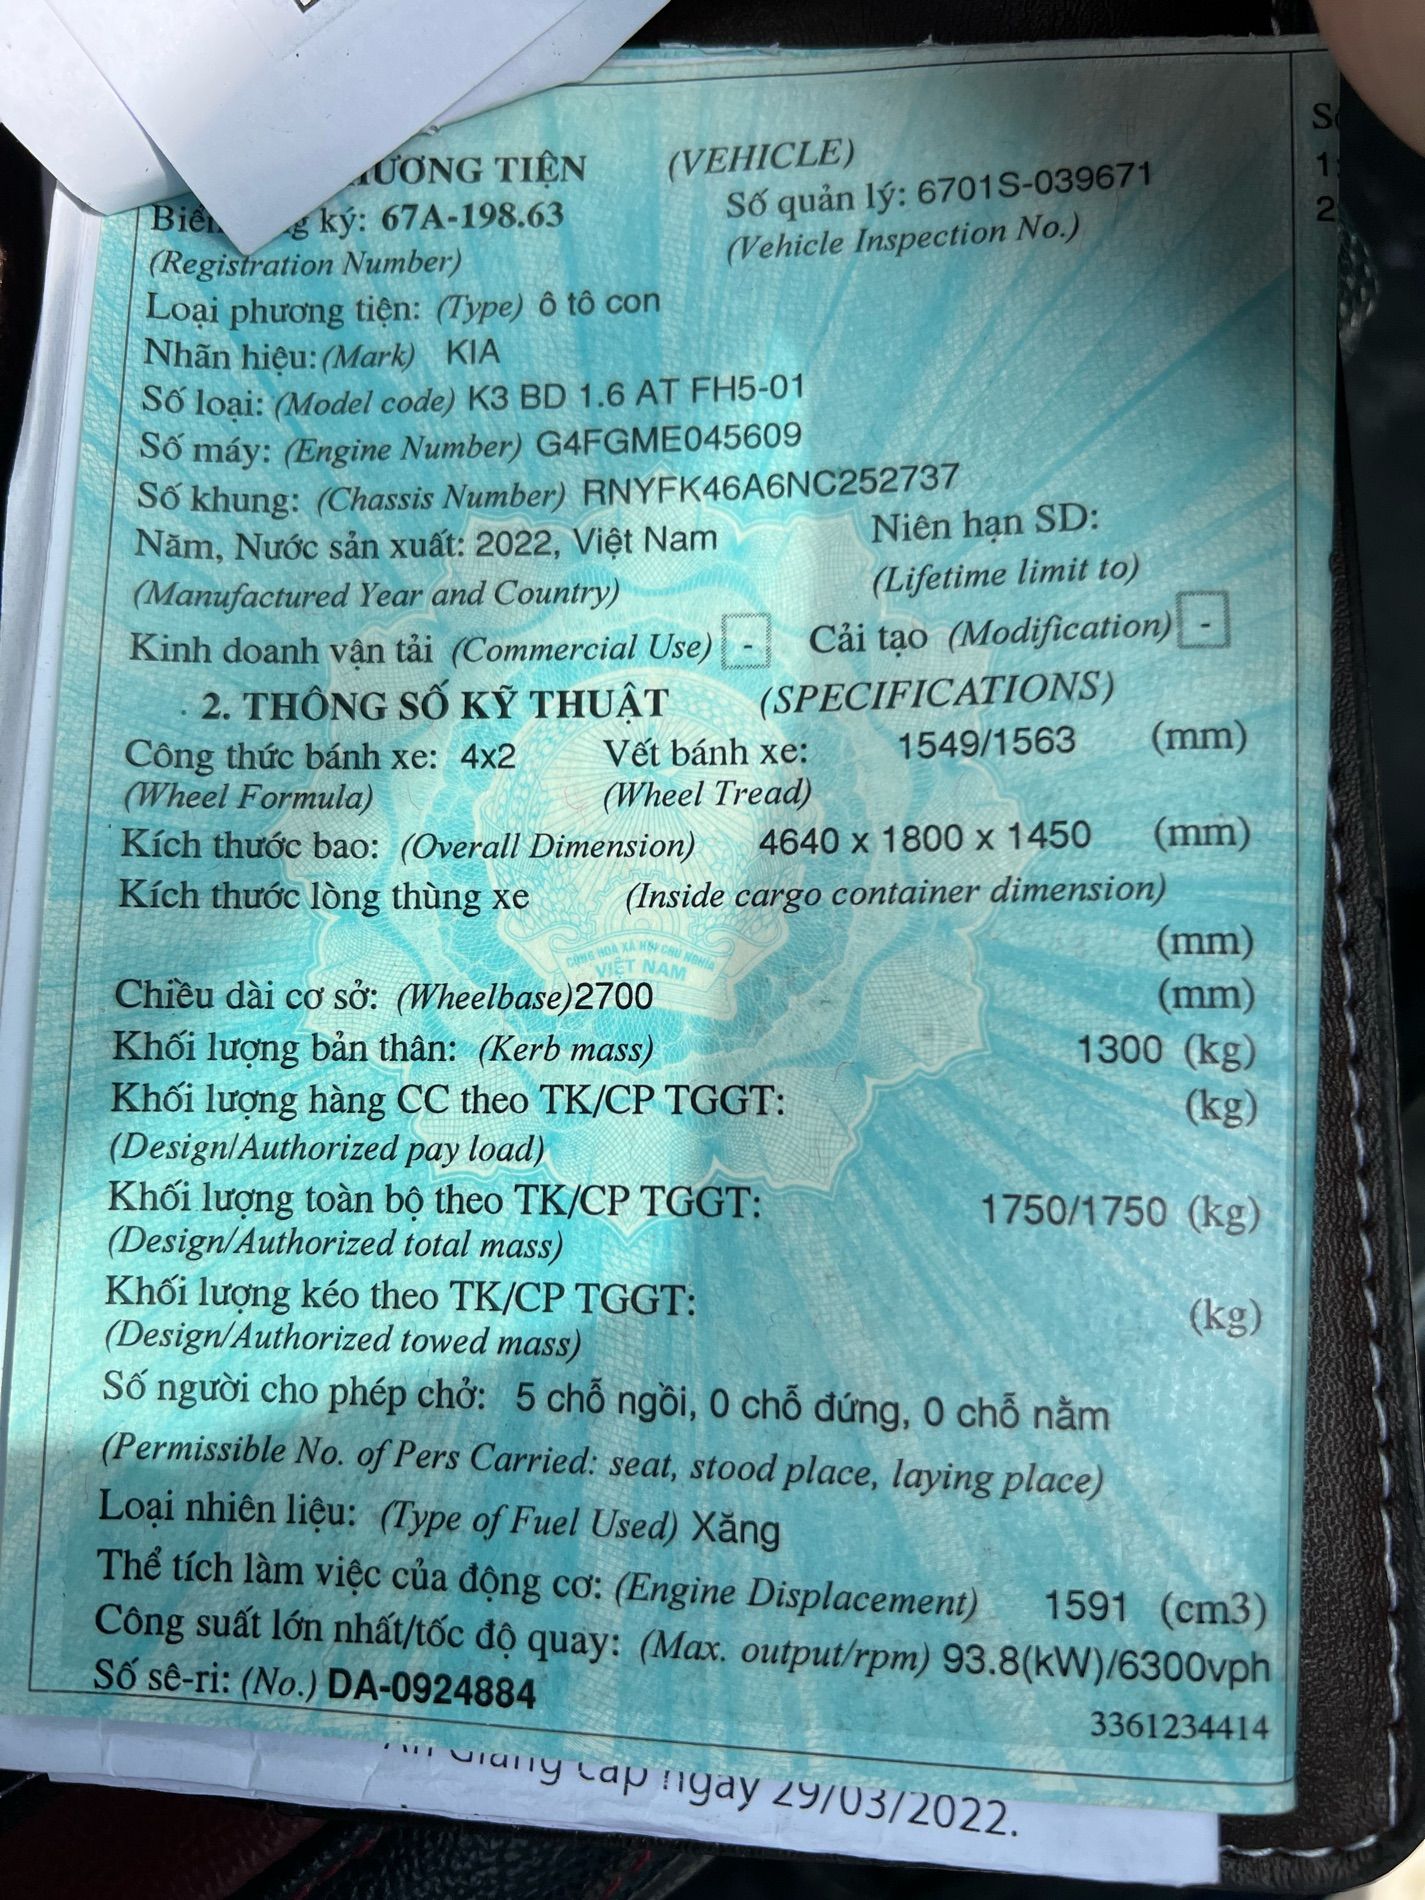 ƯƠNG TIỆN (VEHICLE)
Biển ký: 67A-198.63 Số quản lý: 6701S-039671
(Registration Number) (Vehicle Inspection No.)
Loại phương tiện: (Type) ô tô con
Nhãn hiệu: (Mark) KIA
Số loại: (Model code) K3 BD 1.6 AT FH5-01
Số máy: (Engine Number) G4FGME045609
Số khung: (Chassis Number) RNYFK46A6NC252737
Năm, Nước sản xuất: 2022, Việt Nam Niên hạn SD:
(Manufactured Year and Country) (Lifetime limit to)
Kinh doanh vận tải (Commercial Use) - Cải tạo (Modification) -
2. THÔNG SỐ KỸ THUẬT (SPECIFICATIONS)
Công thức bánh xe: 4x2 Vết bánh xe: 1549/1563 (mm)
(Wheel Formula) (Wheel Tread)
Kích thước bao: (Overall Dimension) 4640 x 1800 x 1450 (mm)
Kích thước lòng thùng xe (Inside cargo container dimension)
(mm)
CỘNG HÒA XÃ HỘI CHỦ NGHĨA
VIỆT NAM
Chiều dài cơ sở: (Wheelbase)2700 (mm)
Khối lượng bản thân: (Kerb mass) 1300 (kg)
Khối lượng hàng CC theo TK/CP TGGT: (kg)
(Design/Authorized pay load)
Khối lượng toàn bộ theo TK/CP TGGT: 1750/1750 (kg)
(Design/Authorized total mass)
Khối lượng kéo theo TK/CP TGGT: (kg)
(Design/Authorized towed mass)
Số người cho phép chở: 5 chỗ ngồi, 0 chỗ đứng, 0 chỗ nằm
(Permissible No. of Pers Carried: seat, stood place, laying place)
Loại nhiên liệu: (Type of Fuel Used) Xăng
Thể tích làm việc của động cơ: (Engine Displacement) 1591 (cm3)
Công suất lớn nhất/tốc độ quay: (Max. output/rpm) 93.8(kW)/6300vph
Số sê-ri: (No.) DA-0924884
3361234414
An Giang cấp ngày 29/03/2022.